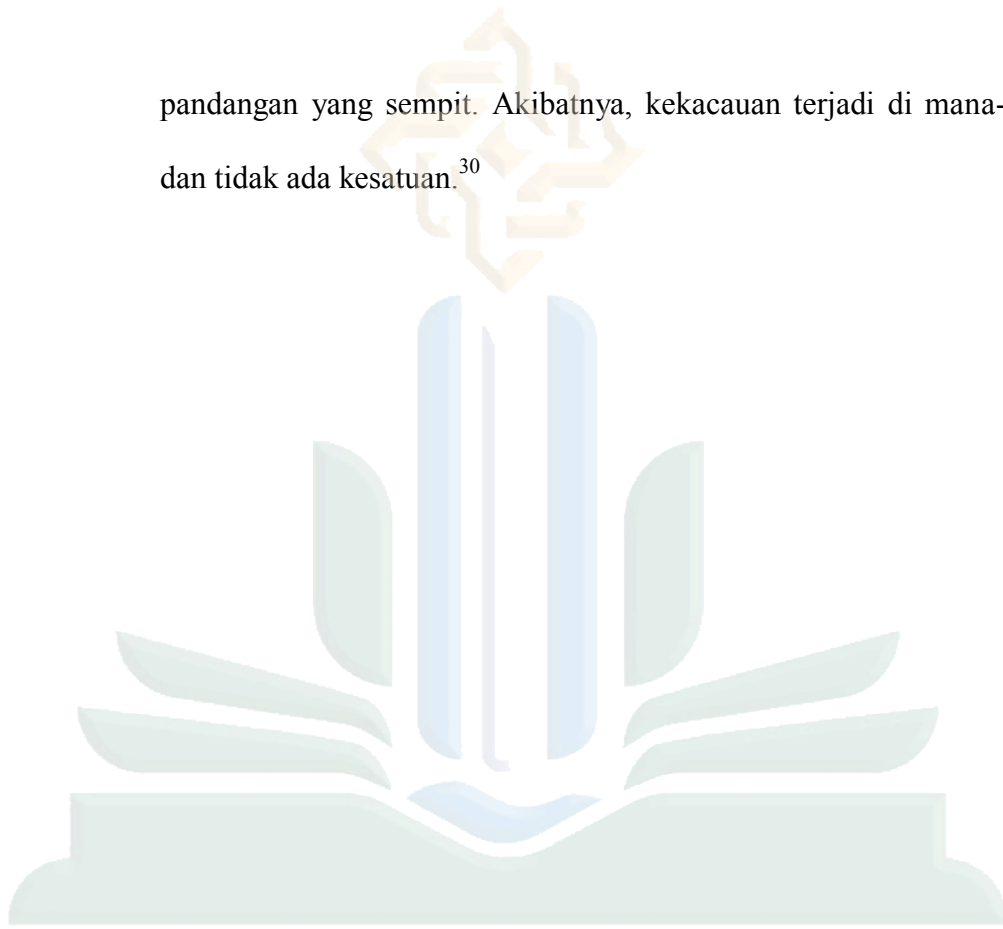 pandangan yang sempit. Akibatnya, kekacauan terjadi di mana-
dan tidak ada kesatuan.30